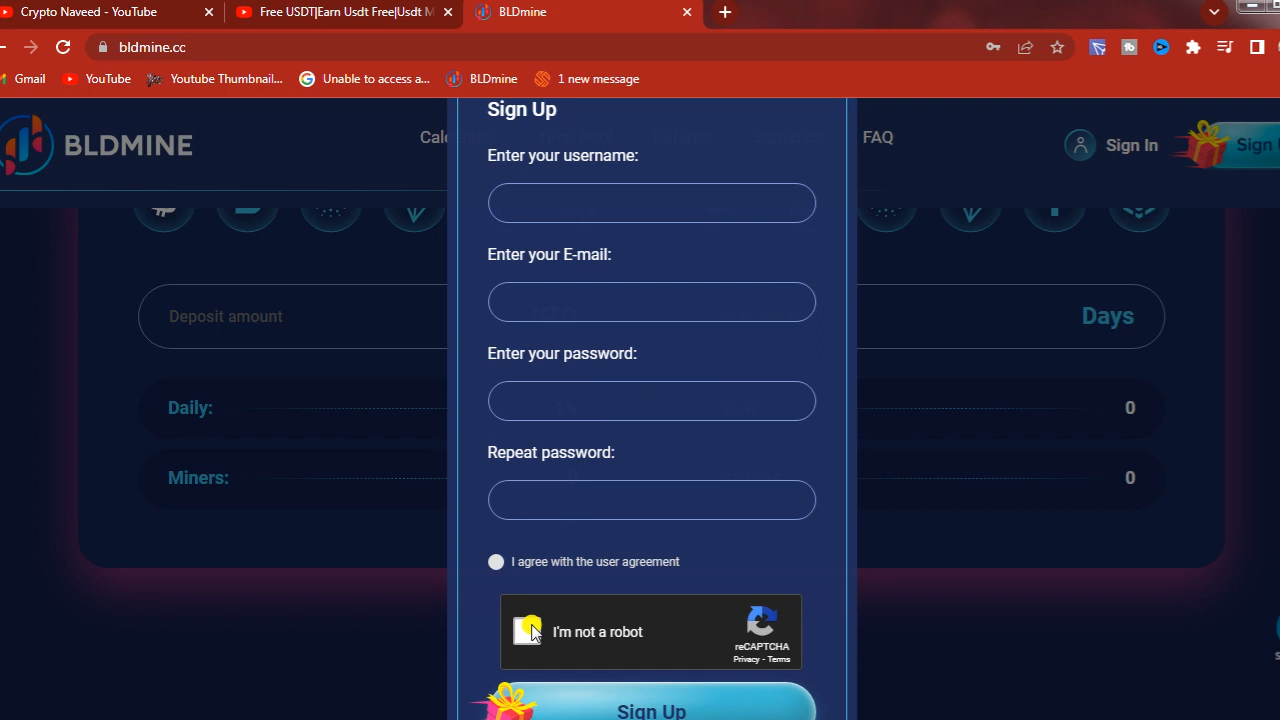 Crypto Naveed - YouTube
Free USDT|Earn Usdt Free|Usdt M
BLDmine
bldmine.cc
Gmail
YouTube
Youtube Thumbnail...
Unable to access a...
BLDmine
1 new message
Sign Up
BLDMINE
FAQ
Sign In
Sign
Enter your username:
Enter your E-mail:
Deposit amount
Days
Enter your password:
Daily:
0
Repeat password:
Miners:
0
I agree with the user agreement
I'm not a robot
reCAPTCHA
Privacy - Terms
Sign Up